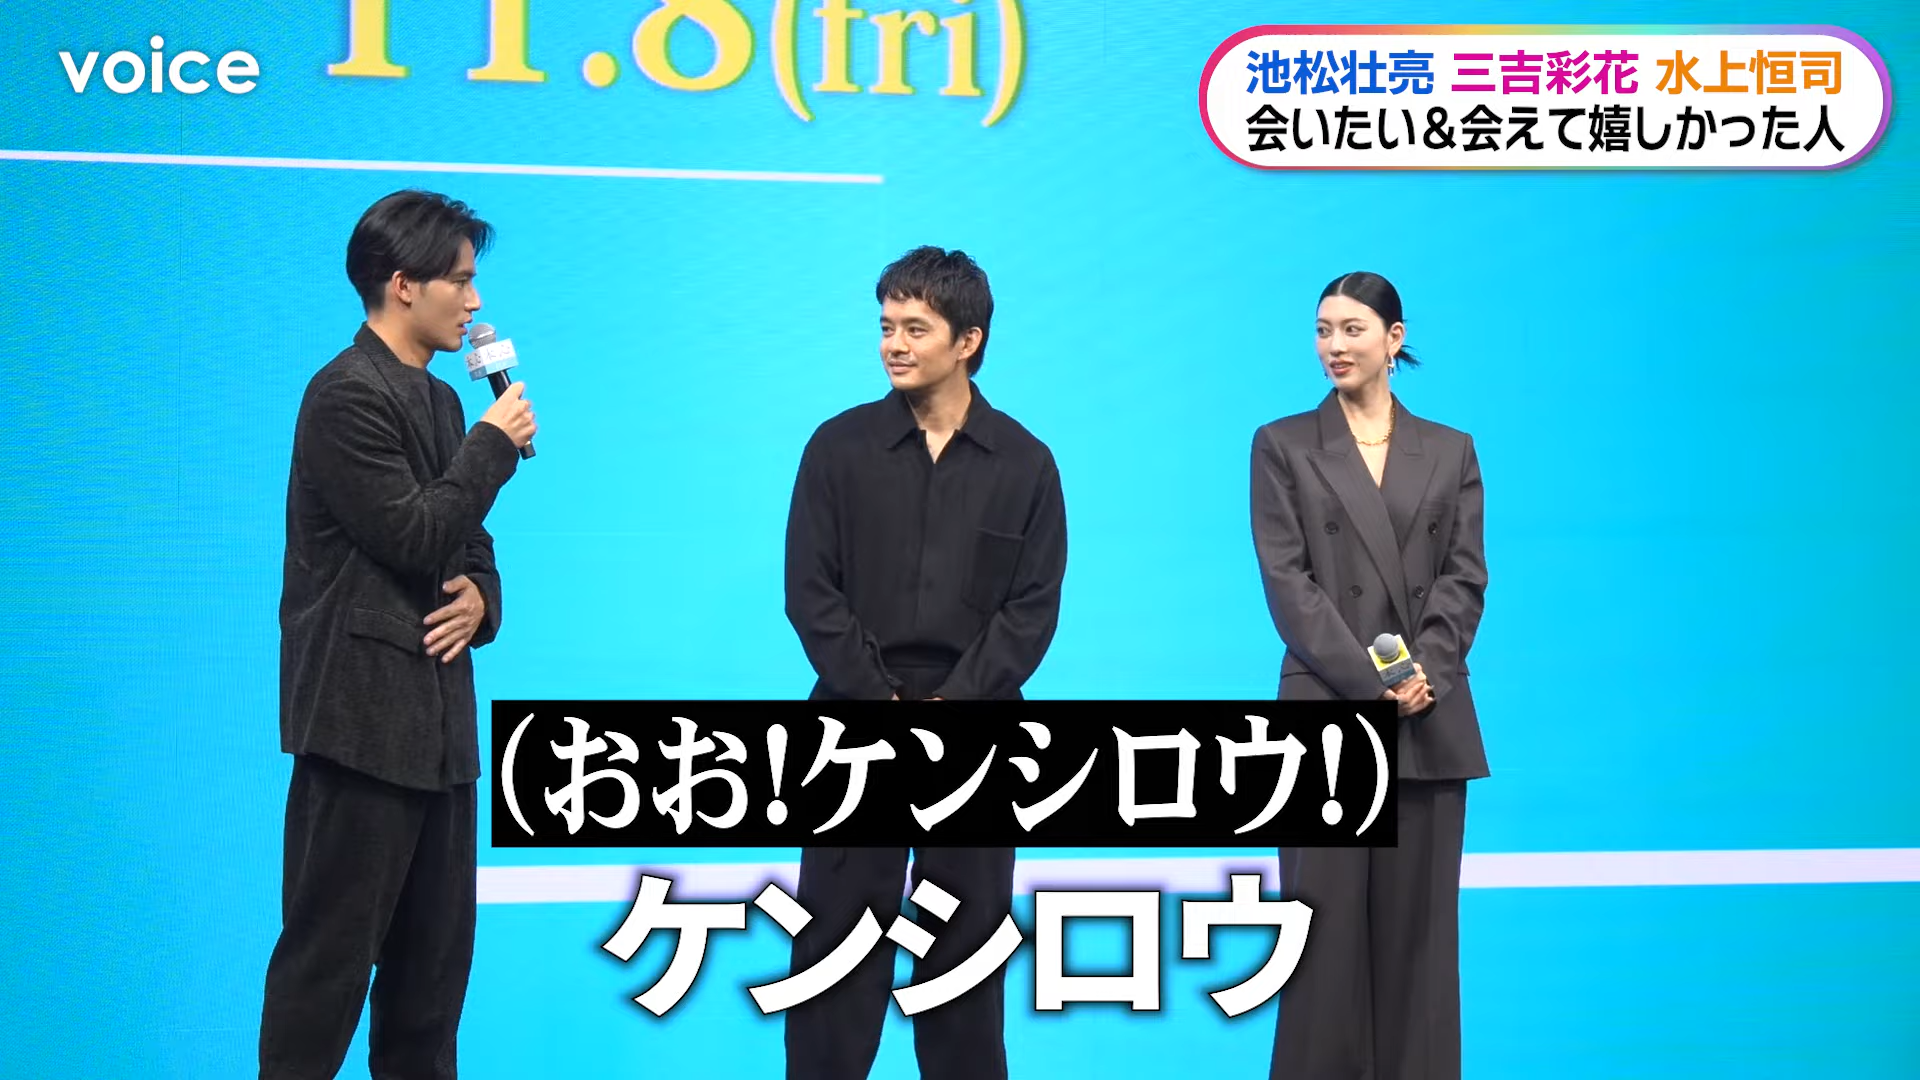 voice
11.8(fri)
池松壮亮 三吉彩花 水上恒司
会いたい&会えて嬉しかった人
(おお!ケンシロウ!)
ケンシロウ